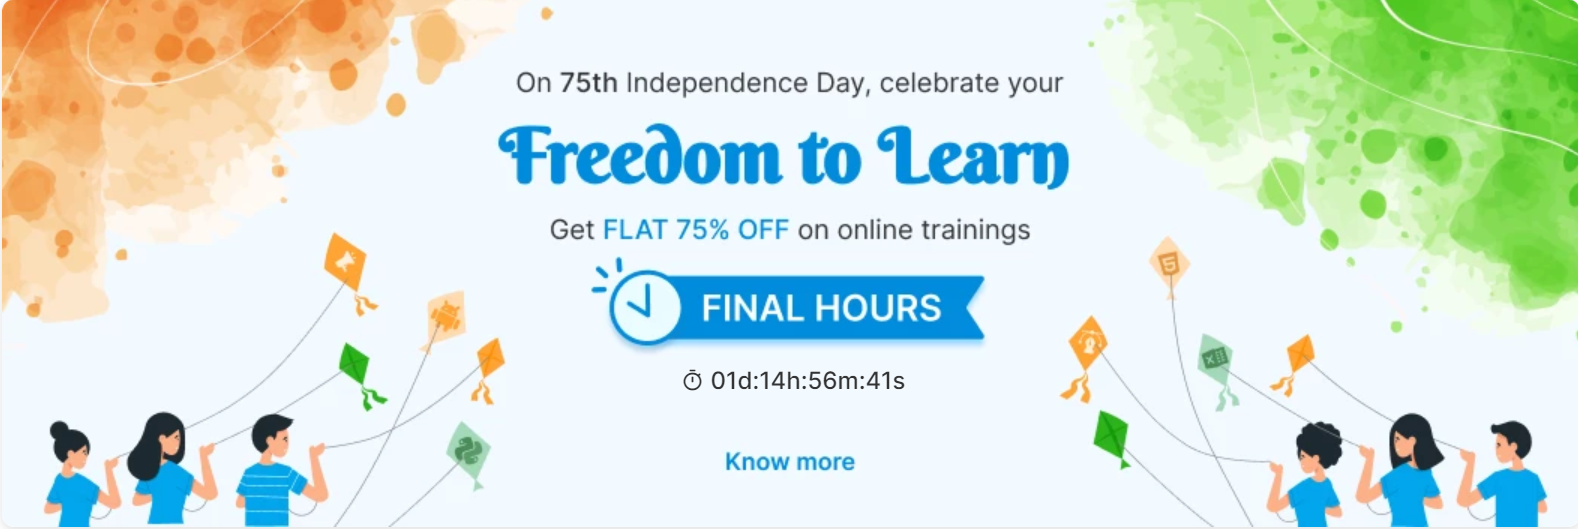 On 75th Independence Day, celebrate your
Freedom to Learn
Get FLAT 75% OFF on online trainings
FINAL HOURS
01d:14h:56m:41s
Know more